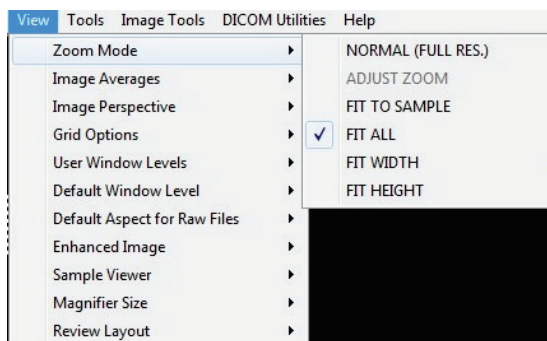 View Tools Image Tools DICOM Utilities Help
Zoom Mode
Image Averages
Image Perspective
Grid Options
User Window Levels
Default Window Level
Default Aspect for Raw Files
Enhanced Image
Sample Viewer
Magnifier Size
Review Layout
NORMAL (FULL RES.)
ADJUST ZOOM
FIT TO SAMPLE
FIT ALL
FIT WIDTH
FIT HEIGHT